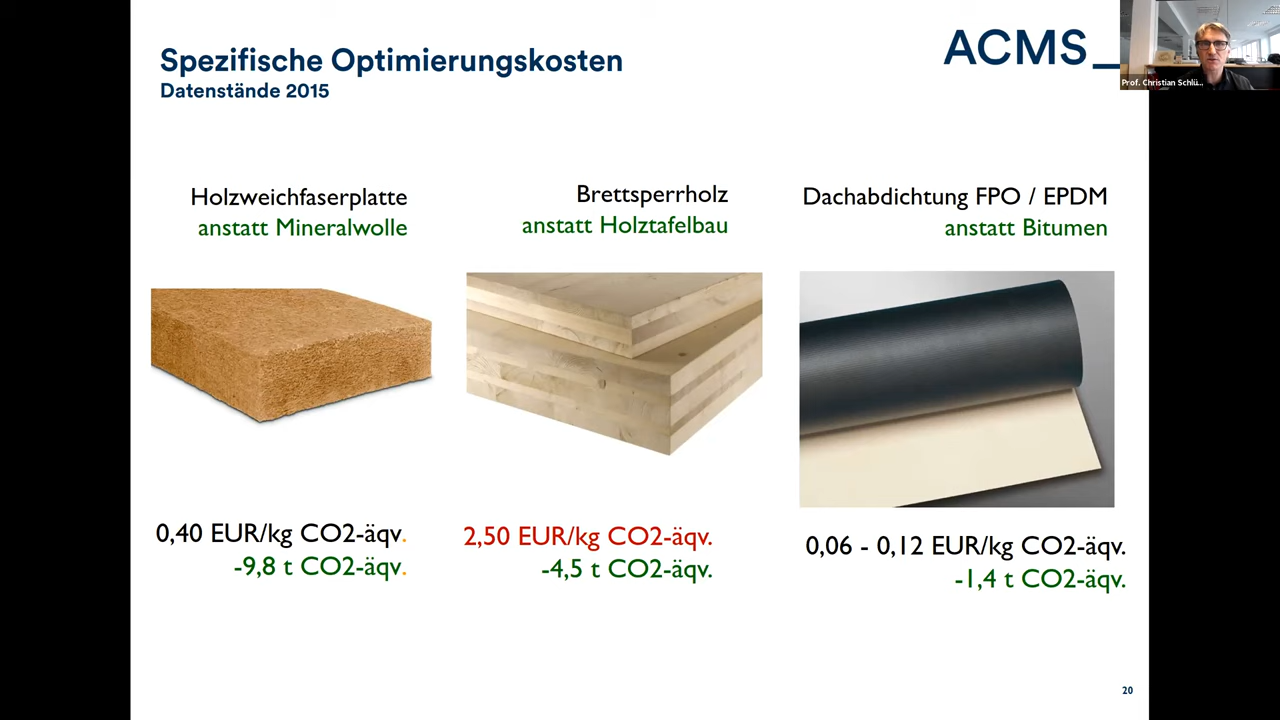 Spezifische Optimierungskosten
Datenstände 2015
ACMS_
Prof. Christian Schlü...
Holzweichfaserplatte
anstatt Mineralwolle
Brettsperrholz
anstatt Holztafelbau
Dachabdichtung FPO / EPDM
anstatt Bitumen
0,40 EUR/kg CO2-äqv.
-9,8 t CO2-äqv.
2,50 EUR/kg CO2-äqv.
-4,5 t CO2-äqv.
0,06 - 0,12 EUR/kg CO2-äqv.
-1,4 t CO2-äqv.
20